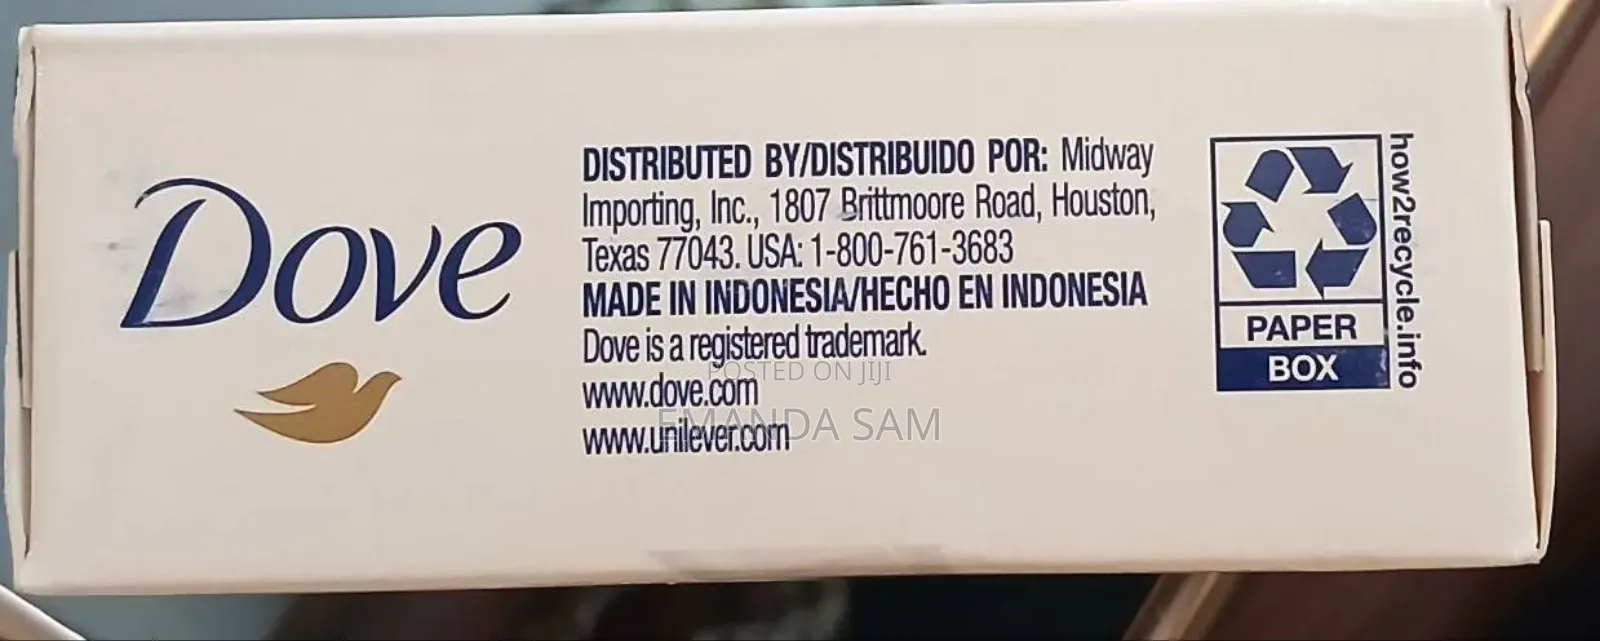 Dove
DISTRIBUTED BY/DISTRIBUIDO POR: Midway
Importing, Inc., 1807 Brittmoore Road, Houston,
Texas 77043. USA: 1-800-761-3683
MADE IN INDONESIA/HECHO EN INDONESIA
Dove is a registered trademark.
www.dove.com
www.unilever.com
POSTED ON JIJI
EMANDA SAM
PAPER
BOX
how2recycle.info